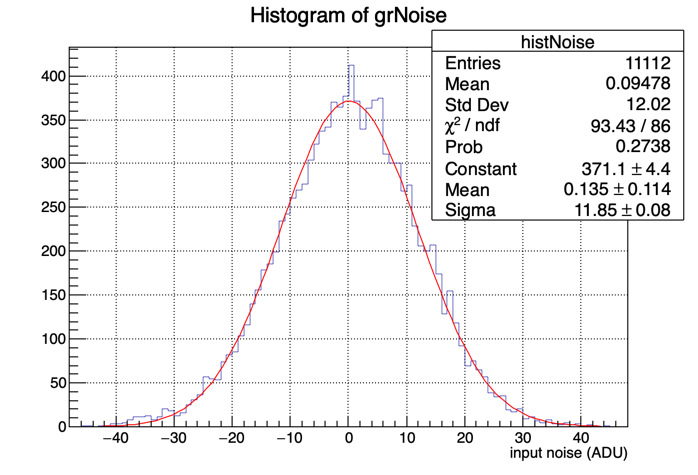 Histogram of grNoise
histNoise
Entries 11112
Mean 0.09478
Std Dev 12.02
χ² / ndf 93.43 / 86
Prob 0.2738
Constant 371.1 ± 4.4
Mean 0.135 ± 0.114
Sigma 11.85 ± 0.08
400
350
300
250
200
150
100
50
0
−40 −30 −20 −10 0 10 20 30 40
input noise (ADU)